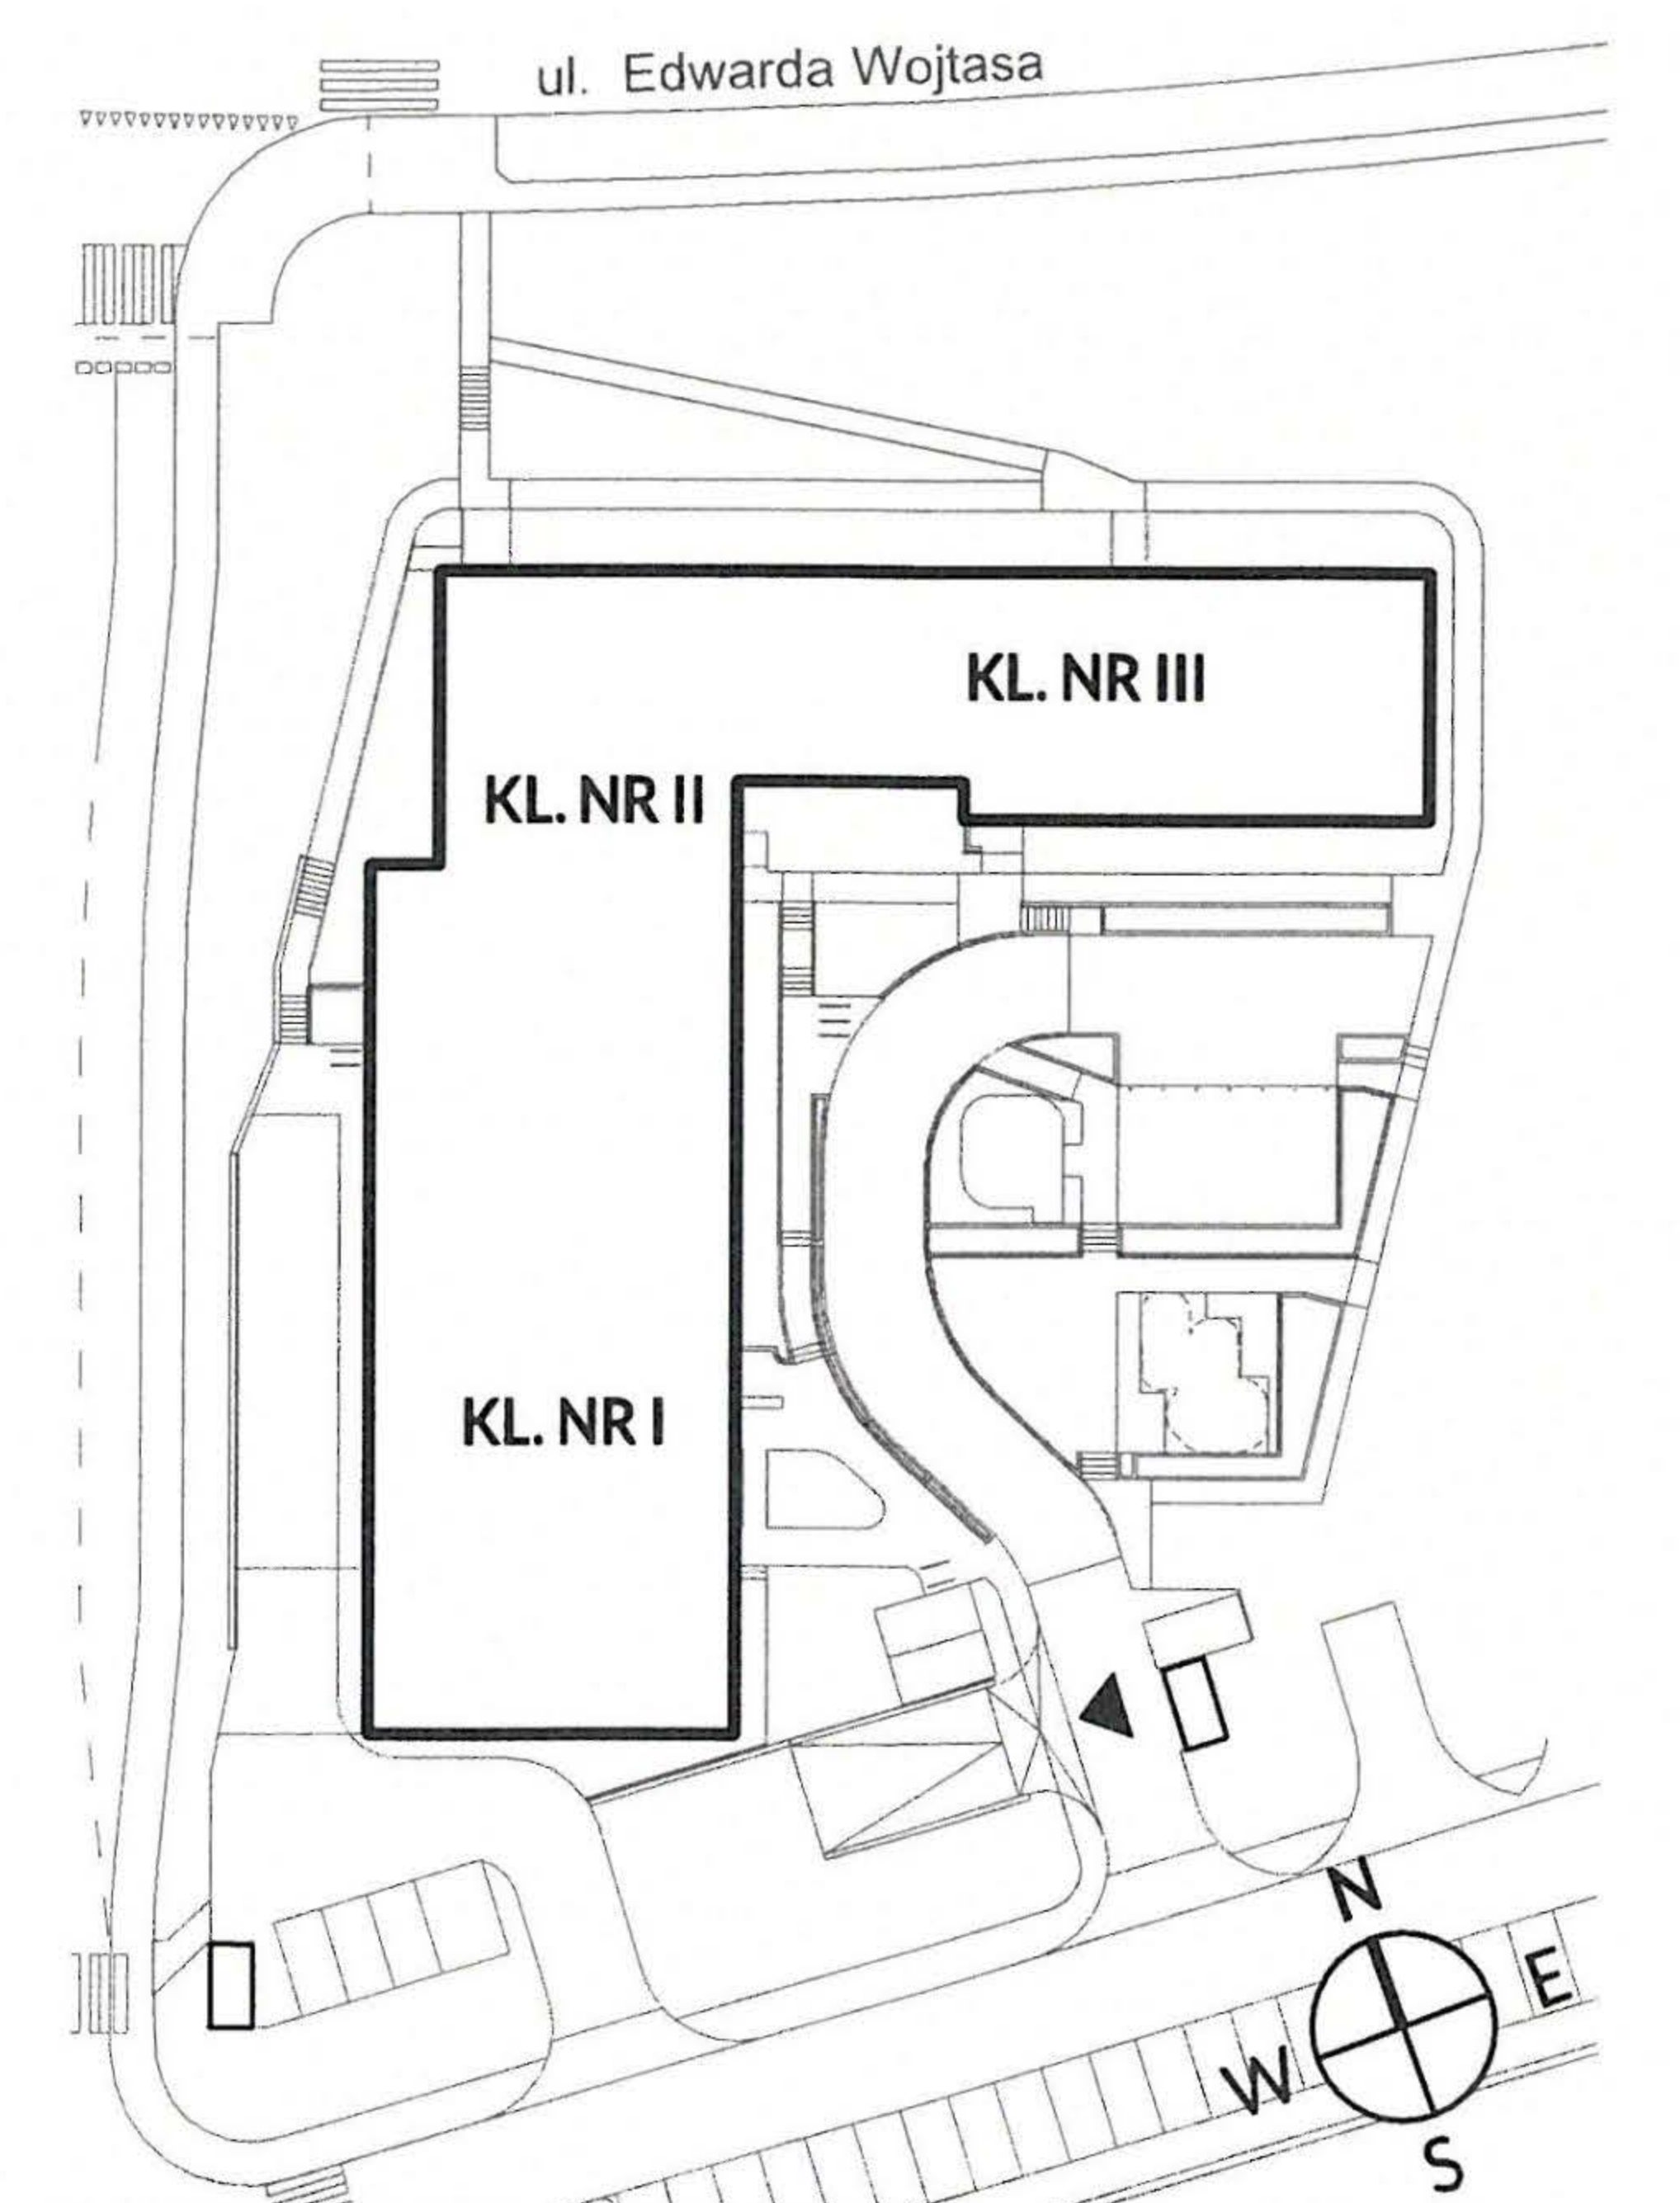 ul. Edwarda Wojtasa
KL. NR III
KL. NR II
KL. NR I
N
E
W
S